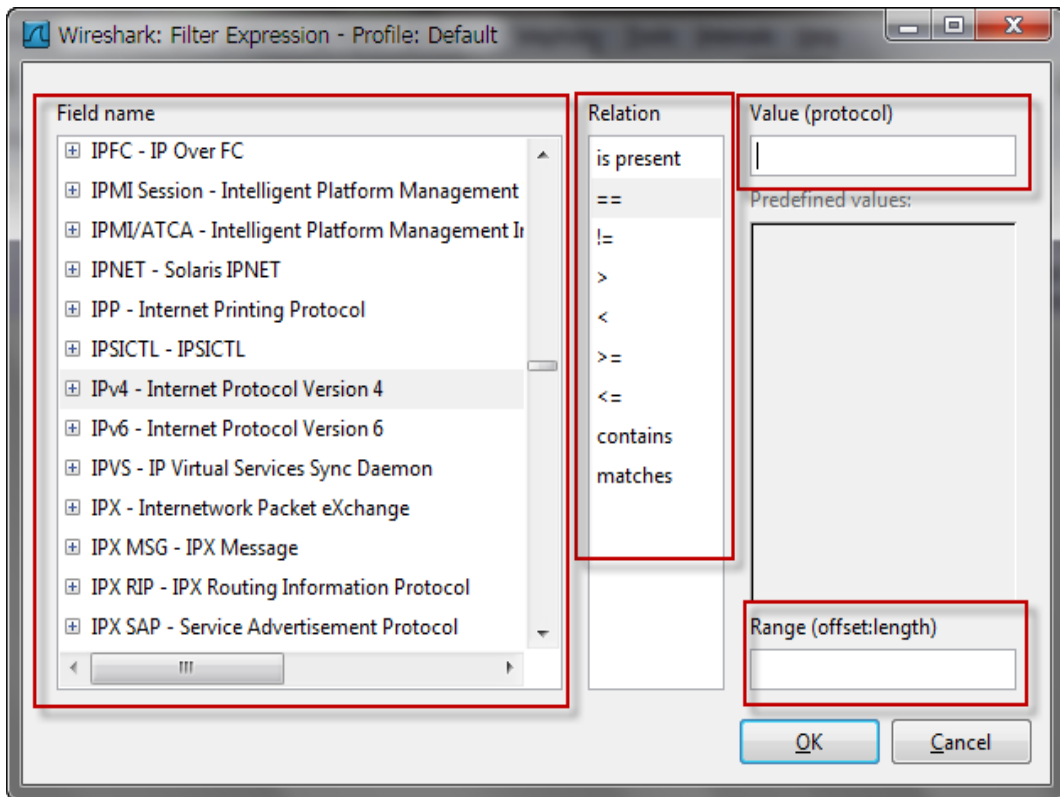 Wireshark: Filter Expression - Profile: Default
Field name
IPFC - IP Over FC
IPMI Session - Intelligent Platform Management
IPMI/ATCA - Intelligent Platform Management
IPNET - Solaris IPNET
IPP - Internet Printing Protocol
IPSICTL - IPSICTL
IPv4 - Internet Protocol Version 4
IPv6 - Internet Protocol Version 6
IPVS - IP Virtual Services Sync Daemon
IPX - Internetwork Packet eXchange
IPX MSG - IPX Message
IPX RIP - IPX Routing Information Protocol
IPX SAP - Service Advertisement Protocol
Relation
is present
==
!=
>
<
>=
<=
contains
matches
Value (protocol)
Predefined values:
Range (offset:length)
OK
Cancel